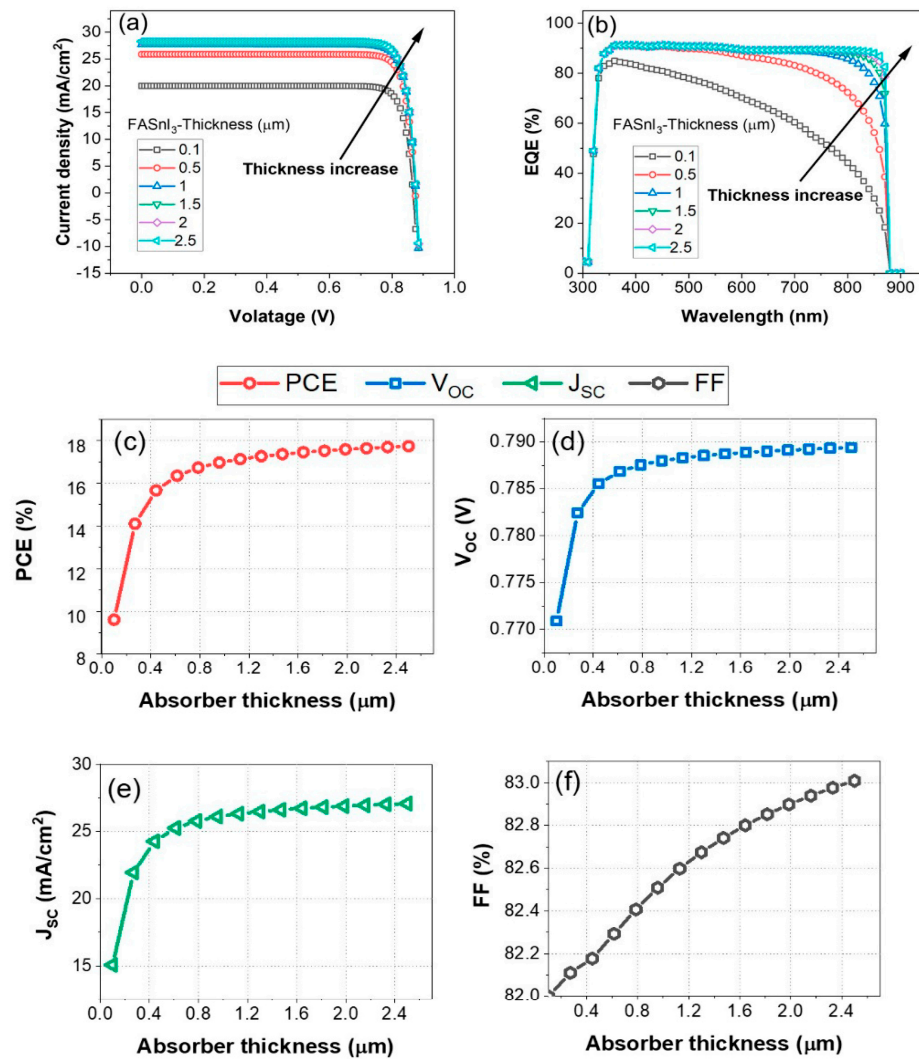 (a)
Current density (mA/cm²)
30
25
20
15
10
5
0
-5
-10
-15
FASnI₃-Thickness (μm)
0.1
0.5
1
1.5
2
2.5
Thickness increase
0.0 0.2 0.4 0.6 0.8 1.0
Volatage (V)
(b)
EQE (%)
100
80
60
40
20
0
FASnI₃-Thickness (μm)
0.1
0.5
1
1.5
2
2.5
Thickness increase
300 400 500 600 700 800 900
Wavelength (nm)
PCE V_OC J_SC FF
(c)
PCE (%)
18
16
14
12
10
8
0.0 0.4 0.8 1.2 1.6 2.0 2.4
Absorber thickness (μm)
(d)
V_OC (V)
0.790
0.785
0.780
0.775
0.770
0.0 0.4 0.8 1.2 1.6 2.0 2.4
Absorber thickness (μm)
(e)
J_SC (mA/cm²)
30
25
20
15
0.0 0.4 0.8 1.2 1.6 2.0 2.4
Absorber thickness (μm)
(f)
FF (%)
83.0
82.8
82.6
82.4
82.2
82.0
0.4 0.8 1.2 1.6 2.0 2.4
Absorber thickness (μm)